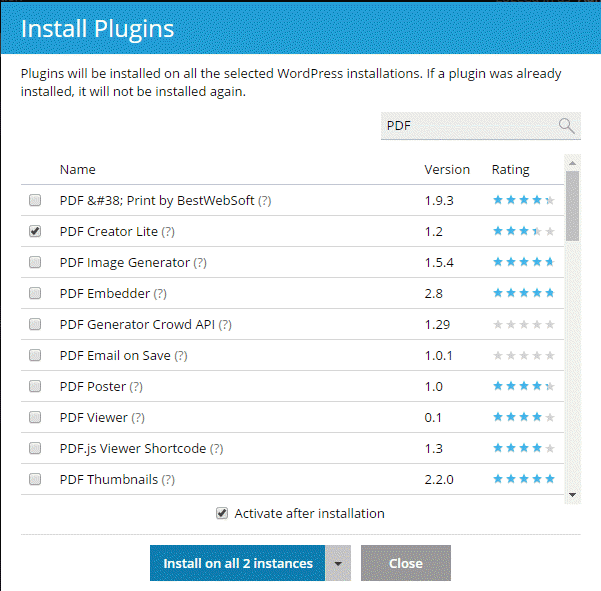 Install Plugins
Plugins will be installed on all the selected WordPress installations. If a plugin was already
installed, it will not be installed again.
PDF
Name Version Rating
PDF &#38; Print by BestWebSoft (?) 1.9.3
PDF Creator Lite (?) 1.2
PDF Image Generator (?) 1.5.4
PDF Embedder (?) 2.8
PDF Generator Crowd API (?) 1.29
PDF Email on Save (?) 1.0.1
PDF Poster (?) 1.0
PDF Viewer (?) 0.1
PDF.js Viewer Shortcode (?) 1.3
PDF Thumbnails (?) 2.2.0
Activate after installation
Install on all 2 instances Close